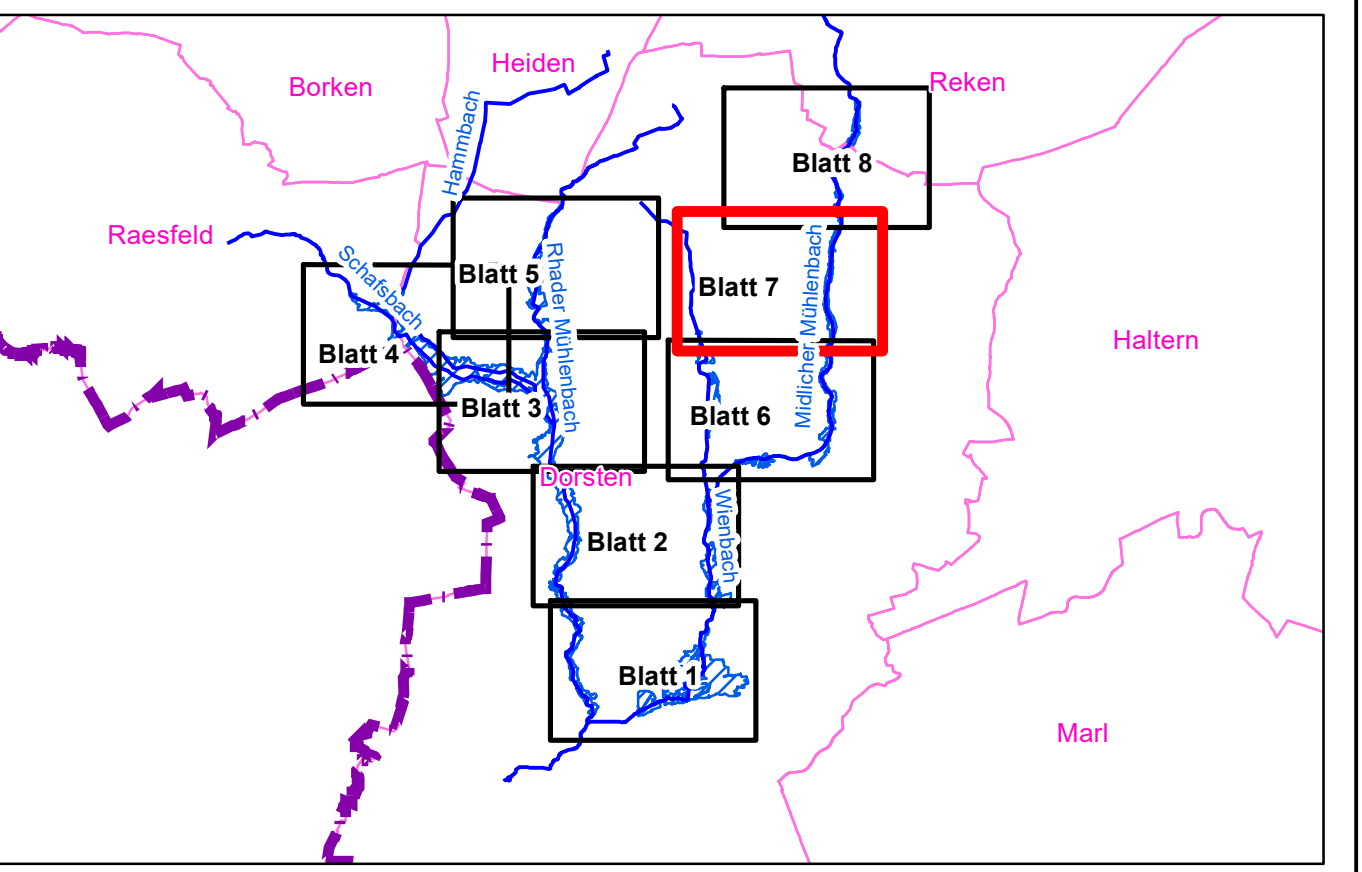 Heiden
Borken
Reken
Hammbach
Blatt 8
Raesfeld
Schafsbach
Blatt 5
Rhader Mühlenbach
Blatt 7
Midlicher Mühlenbach
Haltern
Blatt 4
Blatt 3
Blatt 6
Dorsten
Wienbach
Blatt 2
Blatt 1
Marl